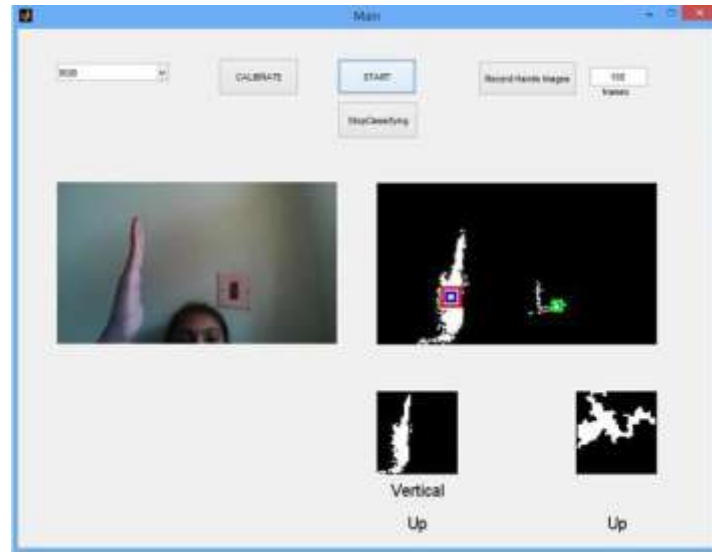 Main
RGB
CALIBRATE
START
Record Hands Images
100
frames
StopClassifying
Vertical
Up
Up